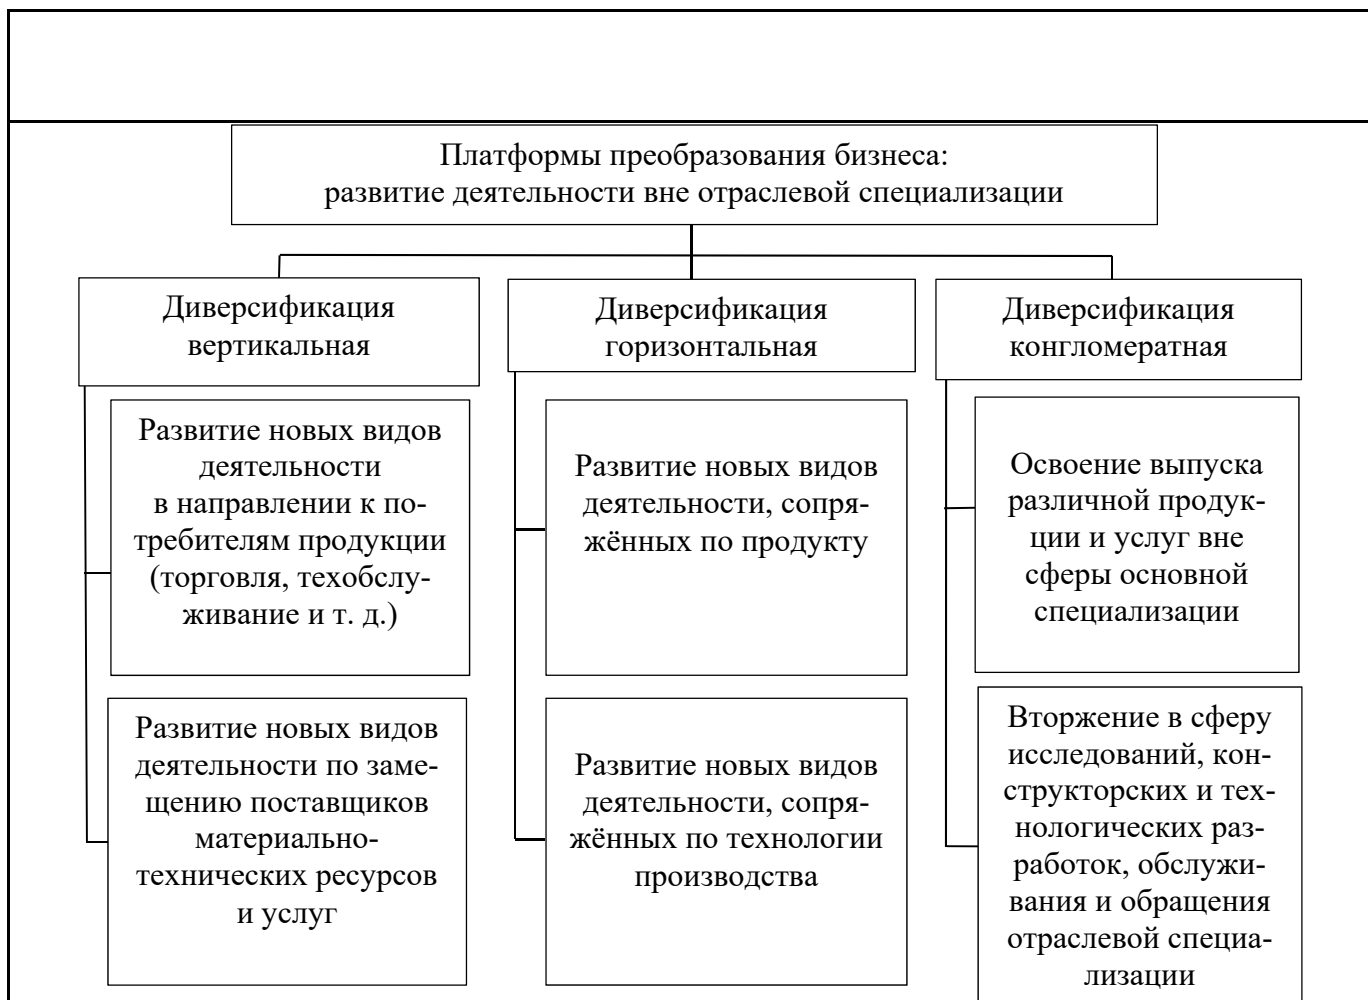 Платформы преобразования бизнеса:
развитие деятельности вне отраслевой специализации
Диверсификация
вертикальная
Развитие новых видов
деятельности
в направлении к по-
требителям продукции
(торговля, техобслу-
живание и т. д.)
Развитие новых видов
деятельности по заме-
щению поставщиков
материально-
технических ресурсов
и услуг
Диверсификация
горизонтальная
Развитие новых видов
деятельности, сопря-
жённых по продукту
Развитие новых видов
деятельности, сопря-
жённых по технологии
производства
Диверсификация
конгломератная
Освоение выпуска
различной продук-
ции и услуг вне
сферы основной
специализации
Вторжение в сферу
исследований, кон-
структорских и тех-
нологических раз-
работок, обслужи-
вания и обращения
отраслевой специа-
лизации